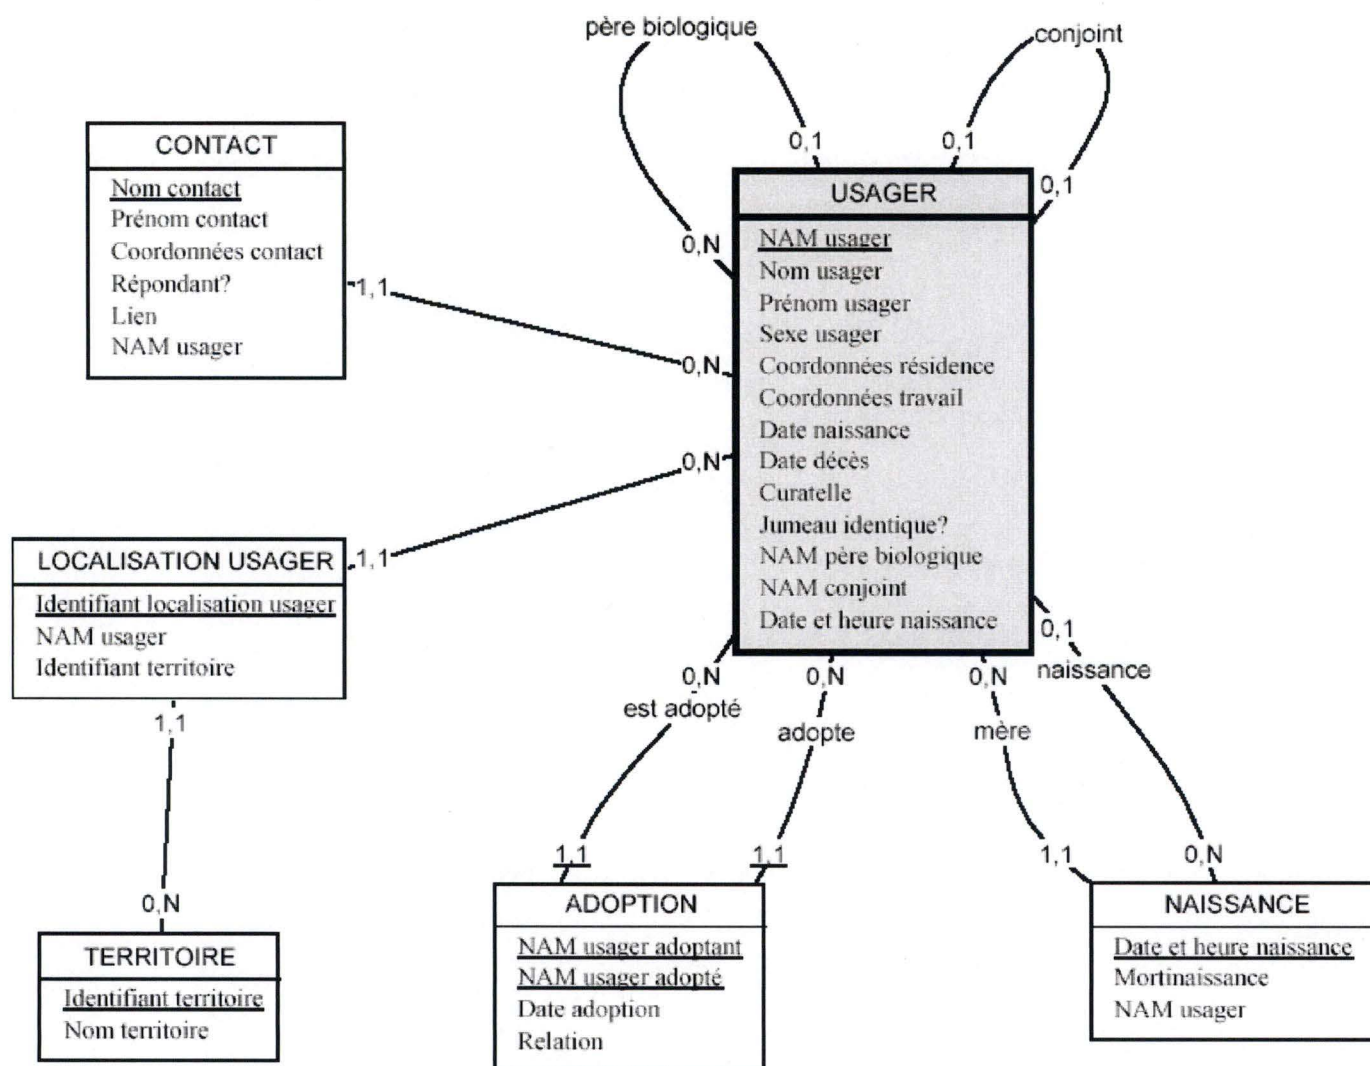 père biologique
conjoint
0,1
0,1
0,1
0,N
CONTACT
Nom contact
Prénom contact
Coordonnées contact
Répondant?
Lien
NAM usager
1,1
0,N
USAGER
NAM usager
Nom usager
Prénom usager
Sexe usager
Coordonnées résidence
Coordonnées travail
Date naissance
Date décès
Curatelle
Jumeau identique?
NAM père biologique
NAM conjoint
Date et heure naissance
0,N
1,1
LOCALISATION USAGER
Identifiant localisation usager
NAM usager
Identifiant territoire
1,1
0,N
TERRITOIRE
Identifiant territoire
Nom territoire
0,N
est adopté
1,1
0,N
adopte
1,1
ADOPTION
NAM usager adoptant
NAM usager adopté
Date adoption
Relation
0,N
mère
1,1
0,1
naissance
0,N
NAISSANCE
Date et heure naissance
Mortinaissance
NAM usager